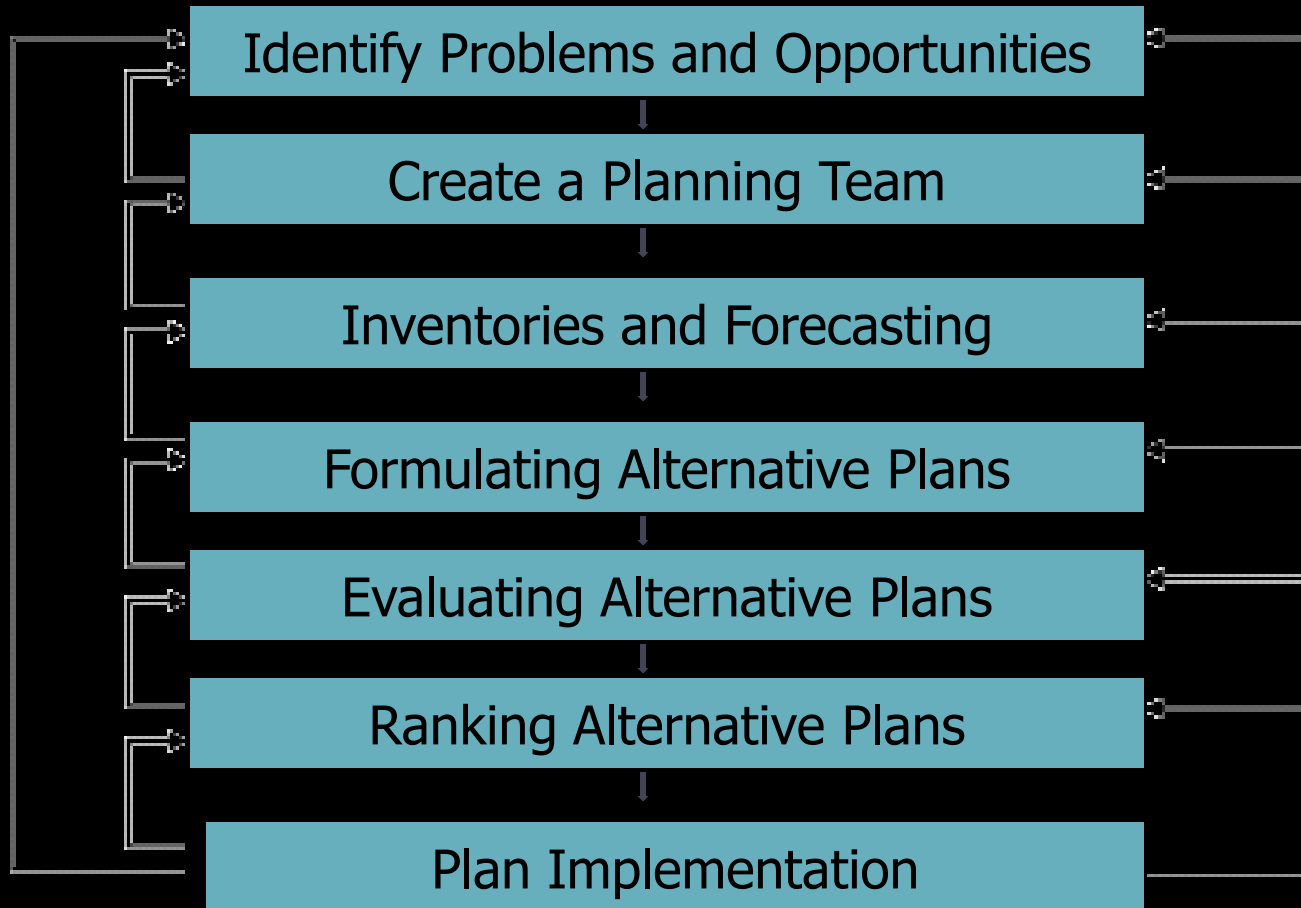 Identify Problems and Opportunities
Create a Planning Team
Inventories and Forecasting
Formulating Alternative Plans
Evaluating Alternative Plans
Ranking Alternative Plans
Plan Implementation